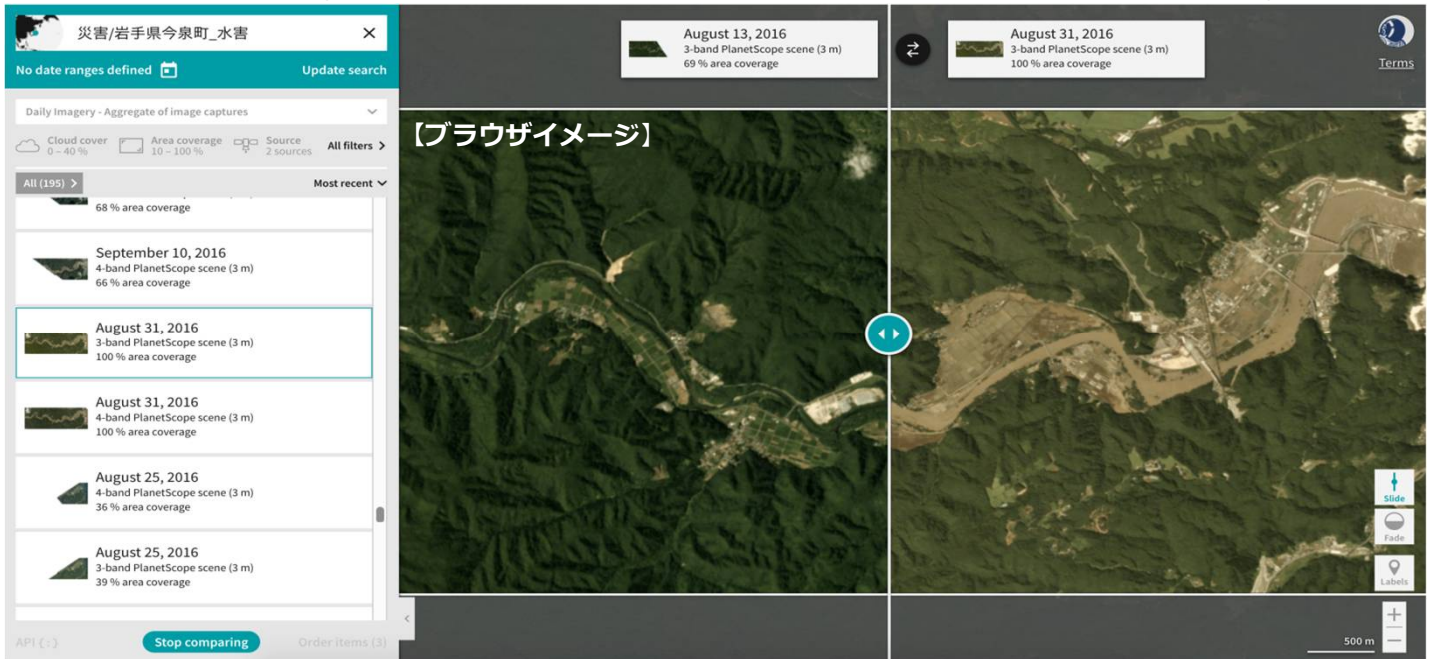 災害/岩手県今泉町_水害
No date ranges defined
Update search
Daily Imagery - Aggregate of image captures
Cloud cover
0 – 40 %
Area coverage
10 – 100 %
Source
2 sources
All filters
All (195)
Most recent
68 % area coverage
September 10, 2016
4-band PlanetScope scene (3 m)
66 % area coverage
August 31, 2016
3-band PlanetScope scene (3 m)
100 % area coverage
August 31, 2016
4-band PlanetScope scene (3 m)
100 % area coverage
August 25, 2016
4-band PlanetScope scene (3 m)
36 % area coverage
August 25, 2016
3-band PlanetScope scene (3 m)
39 % area coverage
API {:}
Stop comparing
Order items (3)
August 13, 2016
3-band PlanetScope scene (3 m)
69 % area coverage
August 31, 2016
3-band PlanetScope scene (3 m)
100 % area coverage
Terms
【ブラウザイメージ】
Slide
Fade
Labels
500 m